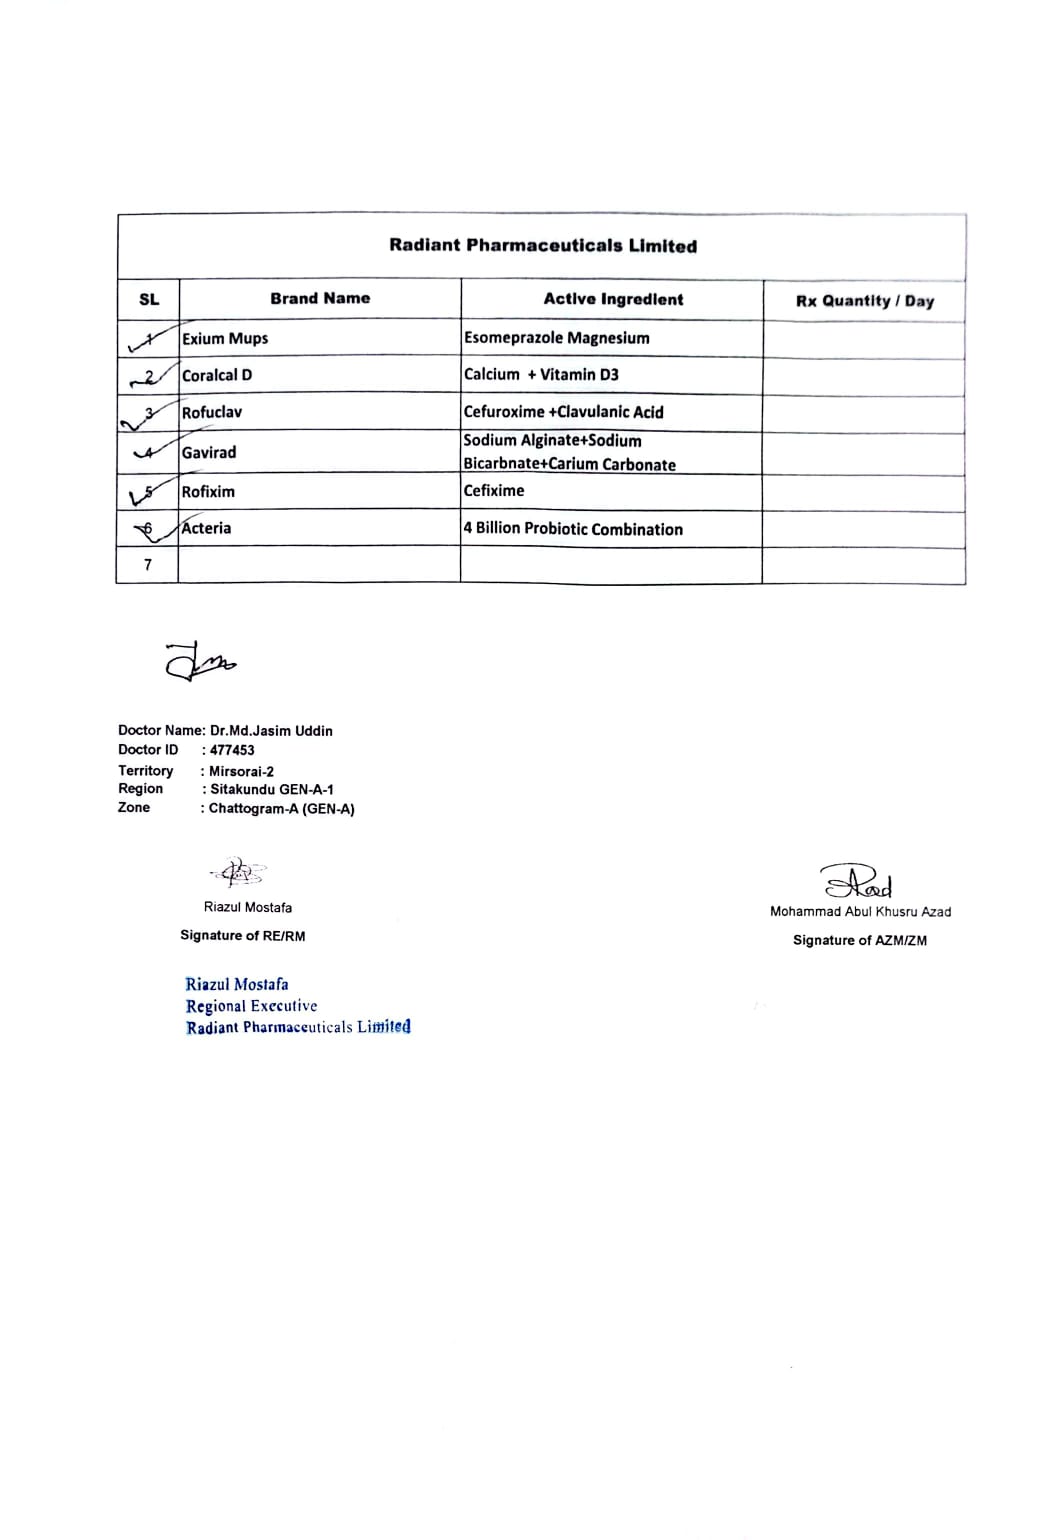 Radiant Pharmaceuticals Limited
SL Brand Name Active Ingredient Rx Quantity / Day
1 Exium Mups Esomeprazole Magnesium
2 Coralcal D Calcium + Vitamin D3
3 Rofuclav Cefuroxime +Clavulanic Acid
4 Gavirad Sodium Alginate+Sodium
Bicarbnate+Carium Carbonate
5 Rofixim Cefixime
6 Acteria 4 Billion Probiotic Combination
7
Doctor Name: Dr.Md.Jasim Uddin
Doctor ID : 477453
Territory : Mirsorai-2
Region : Sitakundu GEN-A-1
Zone : Chattogram-A (GEN-A)
Azad
Riazul Mostafa Mohammad Abul Khusru Azad
Signature of RE/RM Signature of AZM/ZM
Riazul Mostafa
Regional Executive
Radiant Pharmaceuticals Limited